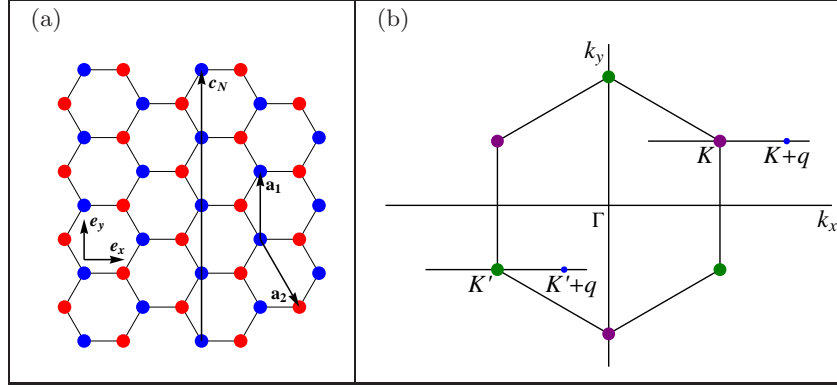 (a)
c_N
a_1
e_y
e_x
a_2
(b)
k_y
K
K+q
Γ
k_x
K'
K'+q